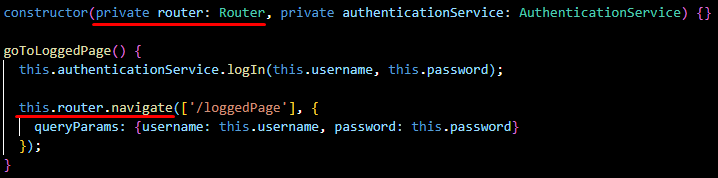 constructor(private router: Router, private authenticationService: AuthenticationService) {}
goToLoggedPage() {
this.authenticationService.logIn(this.username, this.password);
this.router.navigate(['/loggedPage'], {
queryParams: {username: this.username, password: this.password}
});
}